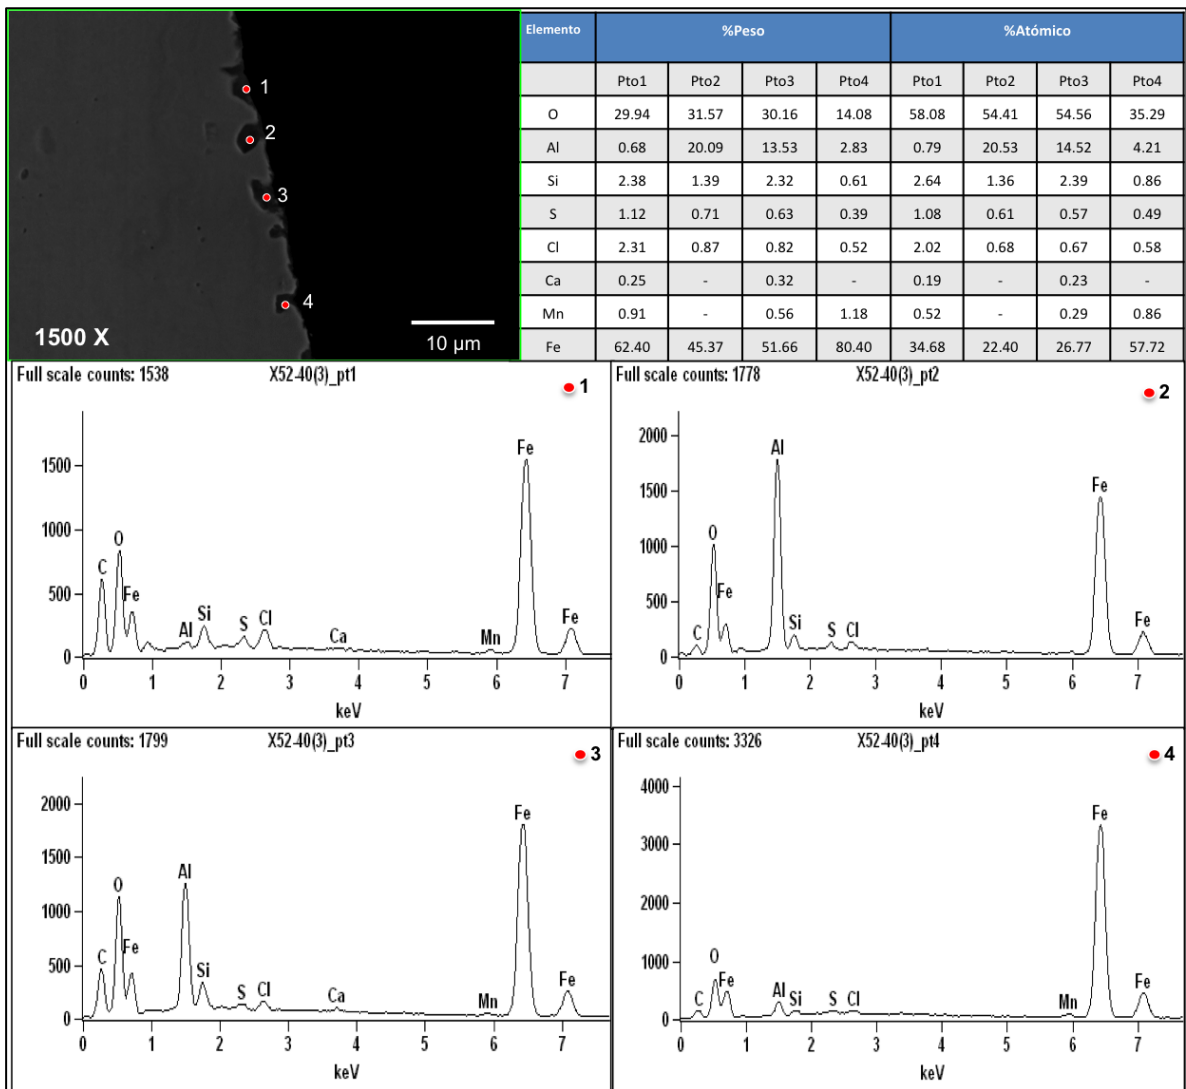 1
2
3
4
1500 X
10 µm
Elemento %Peso %Atómico
Pto1 Pto2 Pto3 Pto4 Pto1 Pto2 Pto3 Pto4
O 29.94 31.57 30.16 14.08 58.08 54.41 54.56 35.29
Al 0.68 20.09 13.53 2.83 0.79 20.53 14.52 4.21
Si 2.38 1.39 2.32 0.61 2.64 1.36 2.39 0.86
S 1.12 0.71 0.63 0.39 1.08 0.61 0.57 0.49
Cl 2.31 0.87 0.82 0.52 2.02 0.68 0.67 0.58
Ca 0.25 - 0.32 - 0.19 - 0.23 -
Mn 0.91 - 0.56 1.18 0.52 - 0.29 0.86
Fe 62.40 45.37 51.66 80.40 34.68 22.40 26.77 57.72
Full scale counts: 1538 X52-40(3)_pt1
1
1500
1000
500
0
C O Fe Al Si S Cl Ca Mn Fe Fe
0 1 2 3 4 5 6 7
keV
Full scale counts: 1778 X52-40(3)_pt2
2
2000
1500
1000
500
0
C O Fe Al Si S Cl Fe Fe
0 1 2 3 4 5 6 7
keV
Full scale counts: 1799 X52-40(3)_pt3
3
2000
1500
1000
500
0
C O Fe Al Si S Cl Ca Mn Fe Fe
0 1 2 3 4 5 6 7
keV
Full scale counts: 3326 X52-40(3)_pt4
4
4000
3000
2000
1000
0
C O Fe Al Si S Cl Mn Fe Fe
0 1 2 3 4 5 6 7
keV